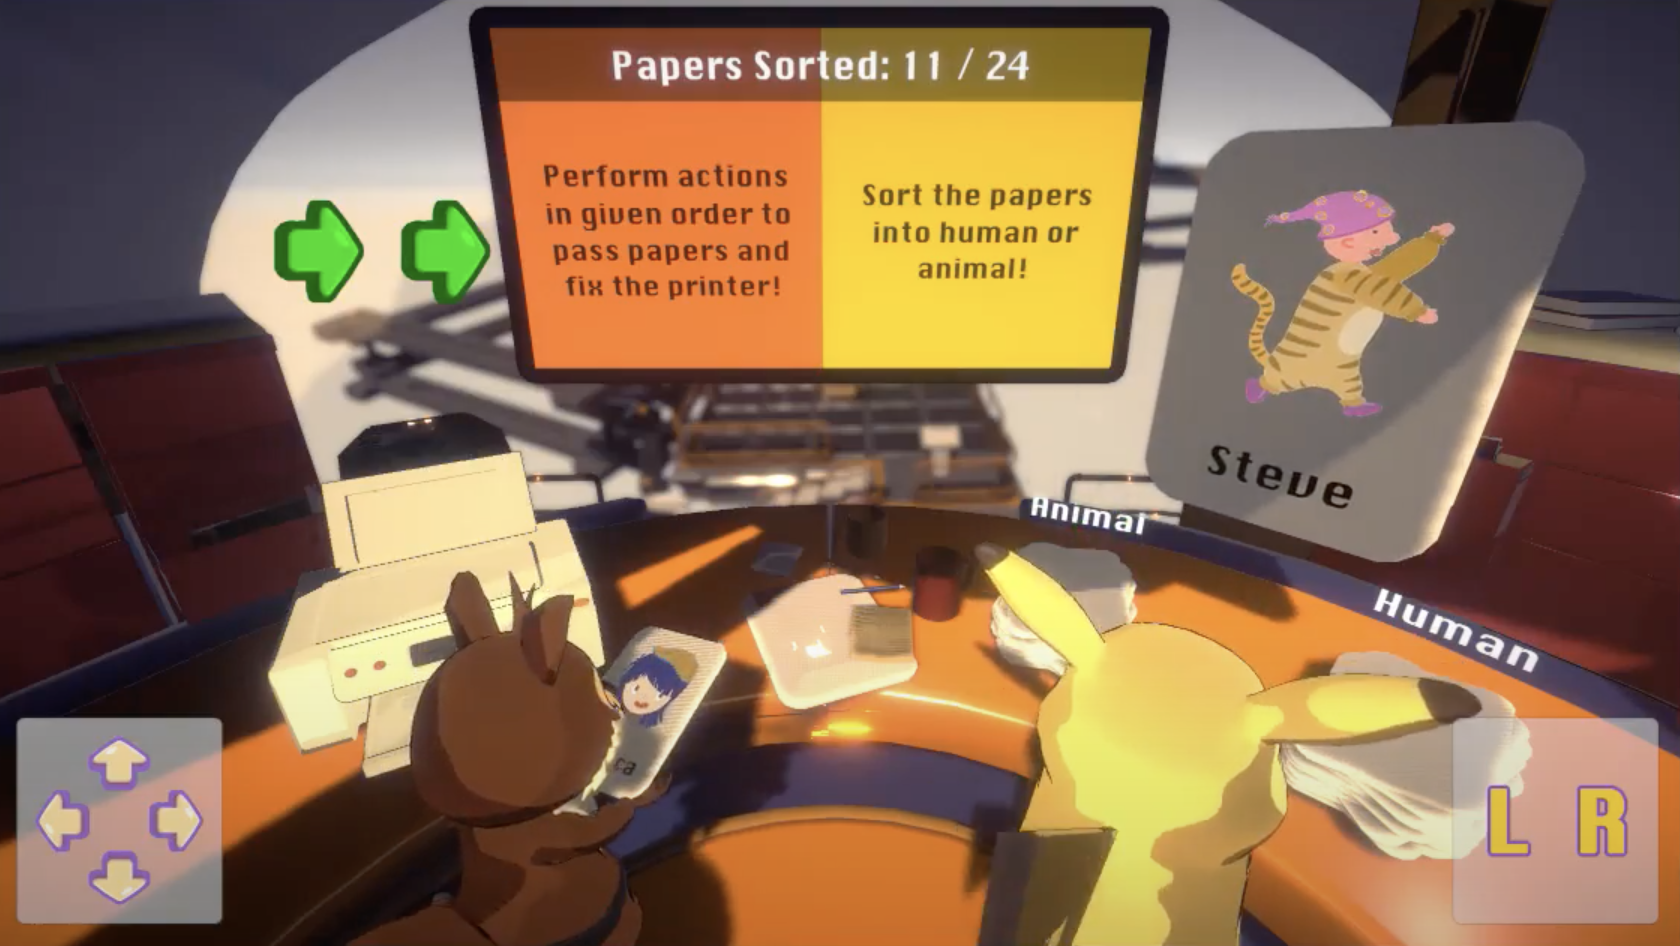 Papers Sorted: 11 / 24
Perform actions
in given order to
pass papers and
fix the printer!
Sort the papers
into human or
animal!
Steve
Animal
Human
ca
L R